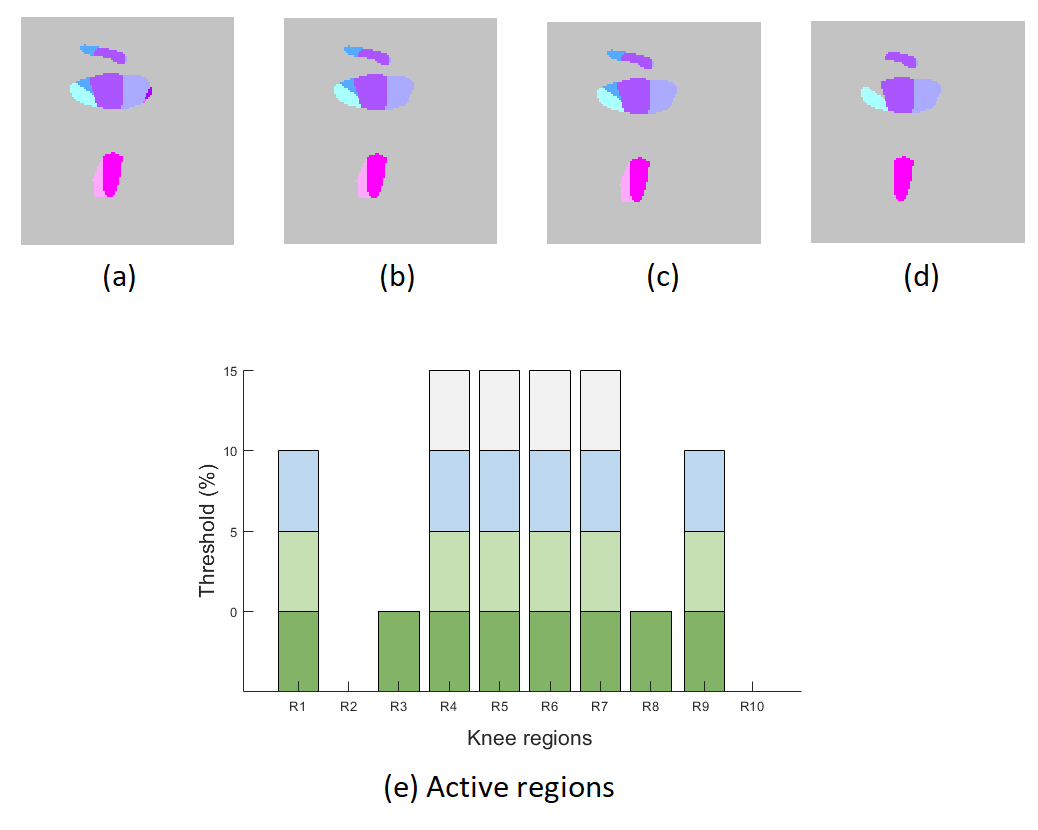 (a) (b) (c) (d)
15
10
5
0
Threshold (%)
R1 R2 R3 R4 R5 R6 R7 R8 R9 R10
Knee regions
(e) Active regions